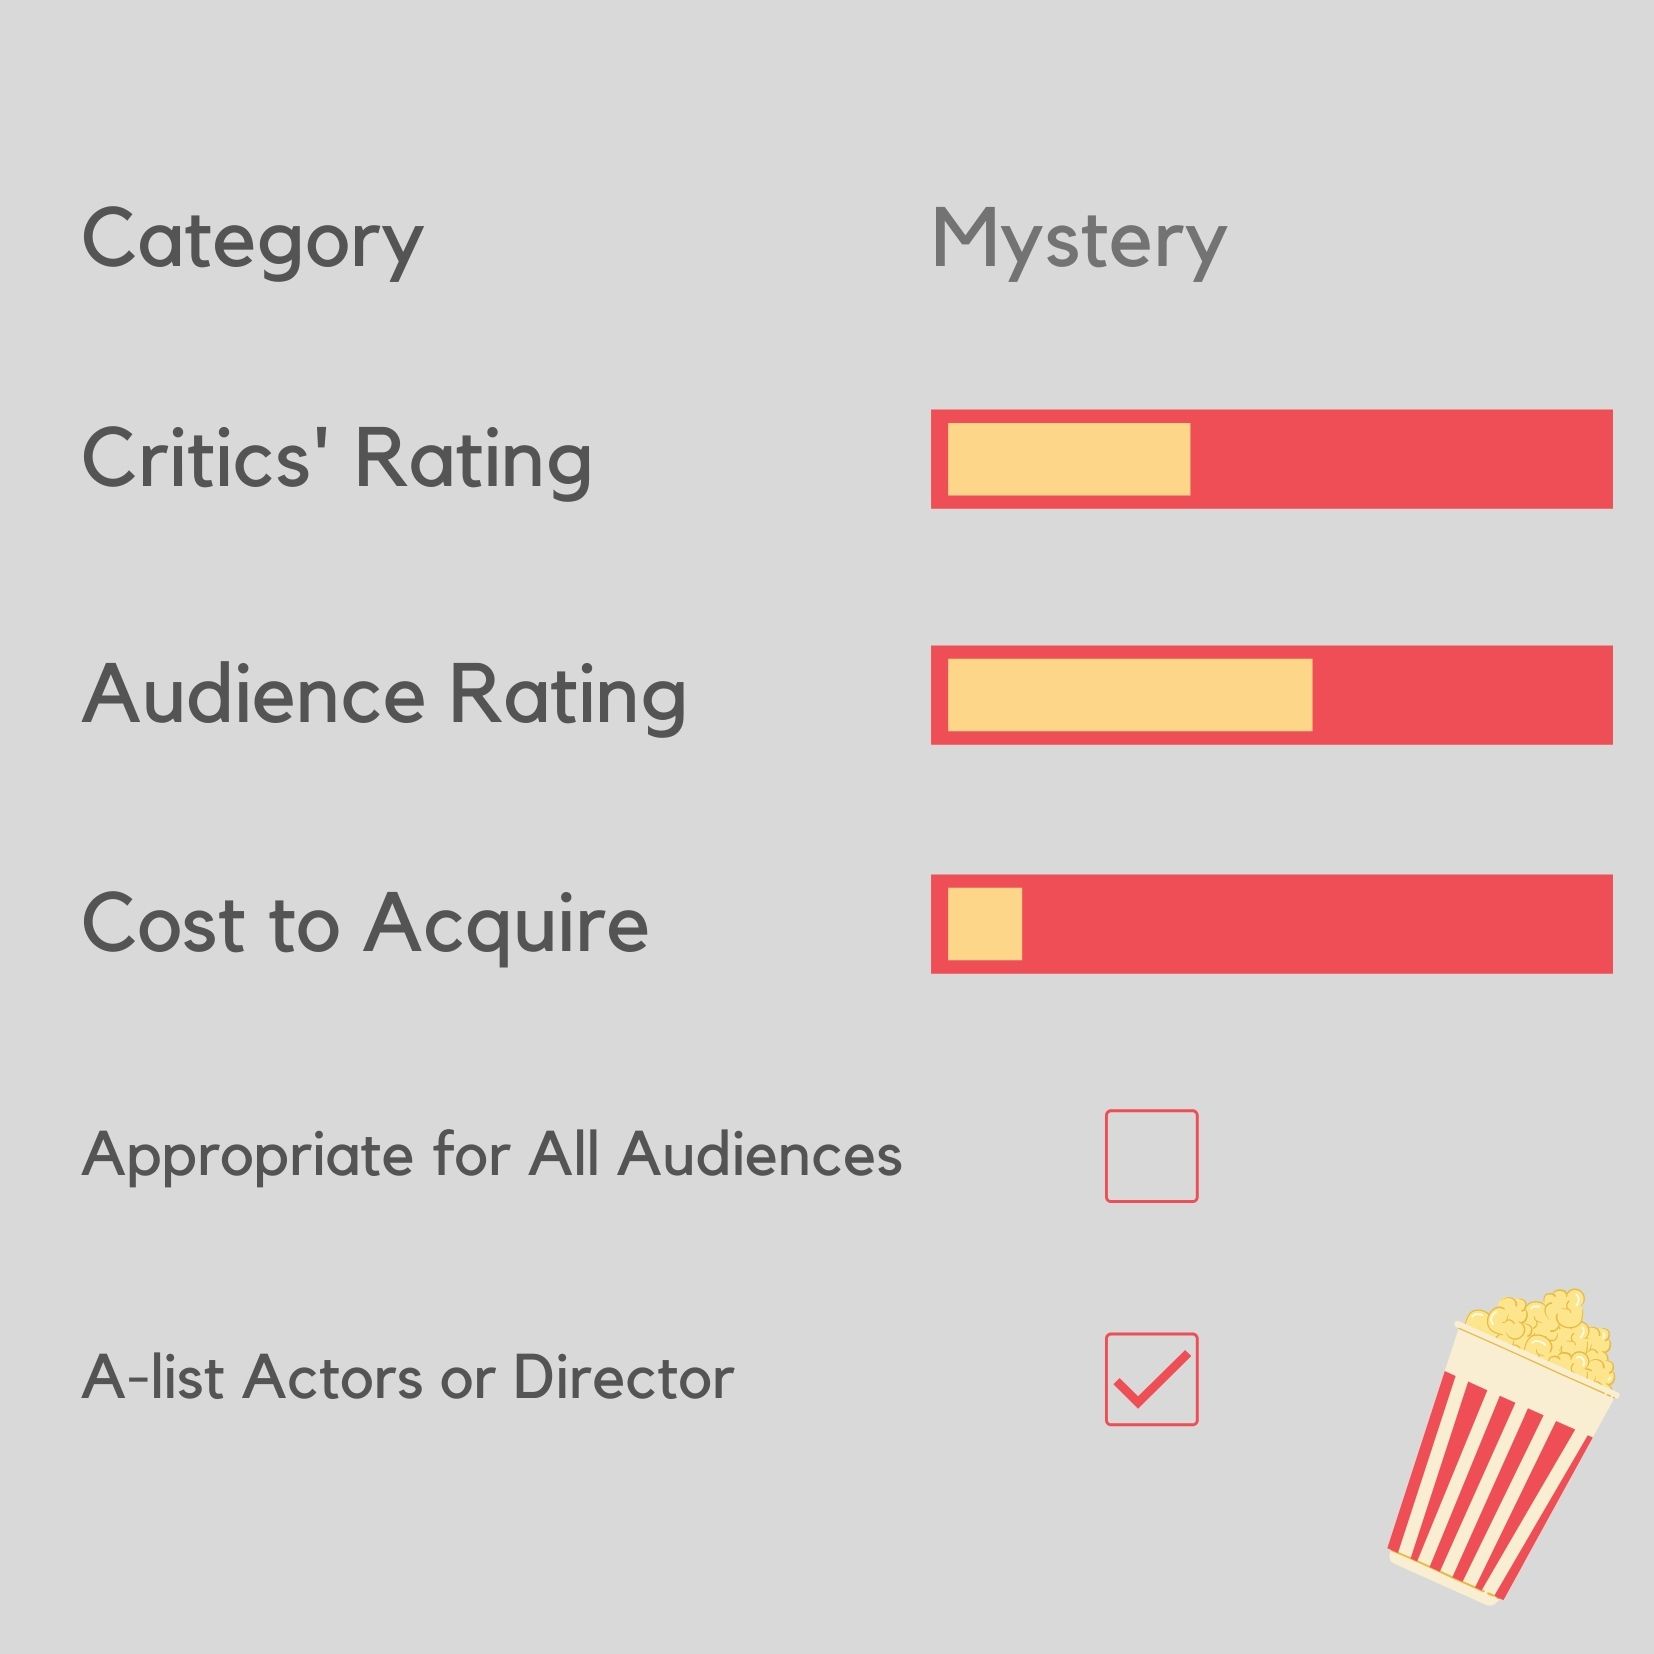 Category Mystery
Critics' Rating
Audience Rating
Cost to Acquire
Appropriate for All Audiences
A-list Actors or Director